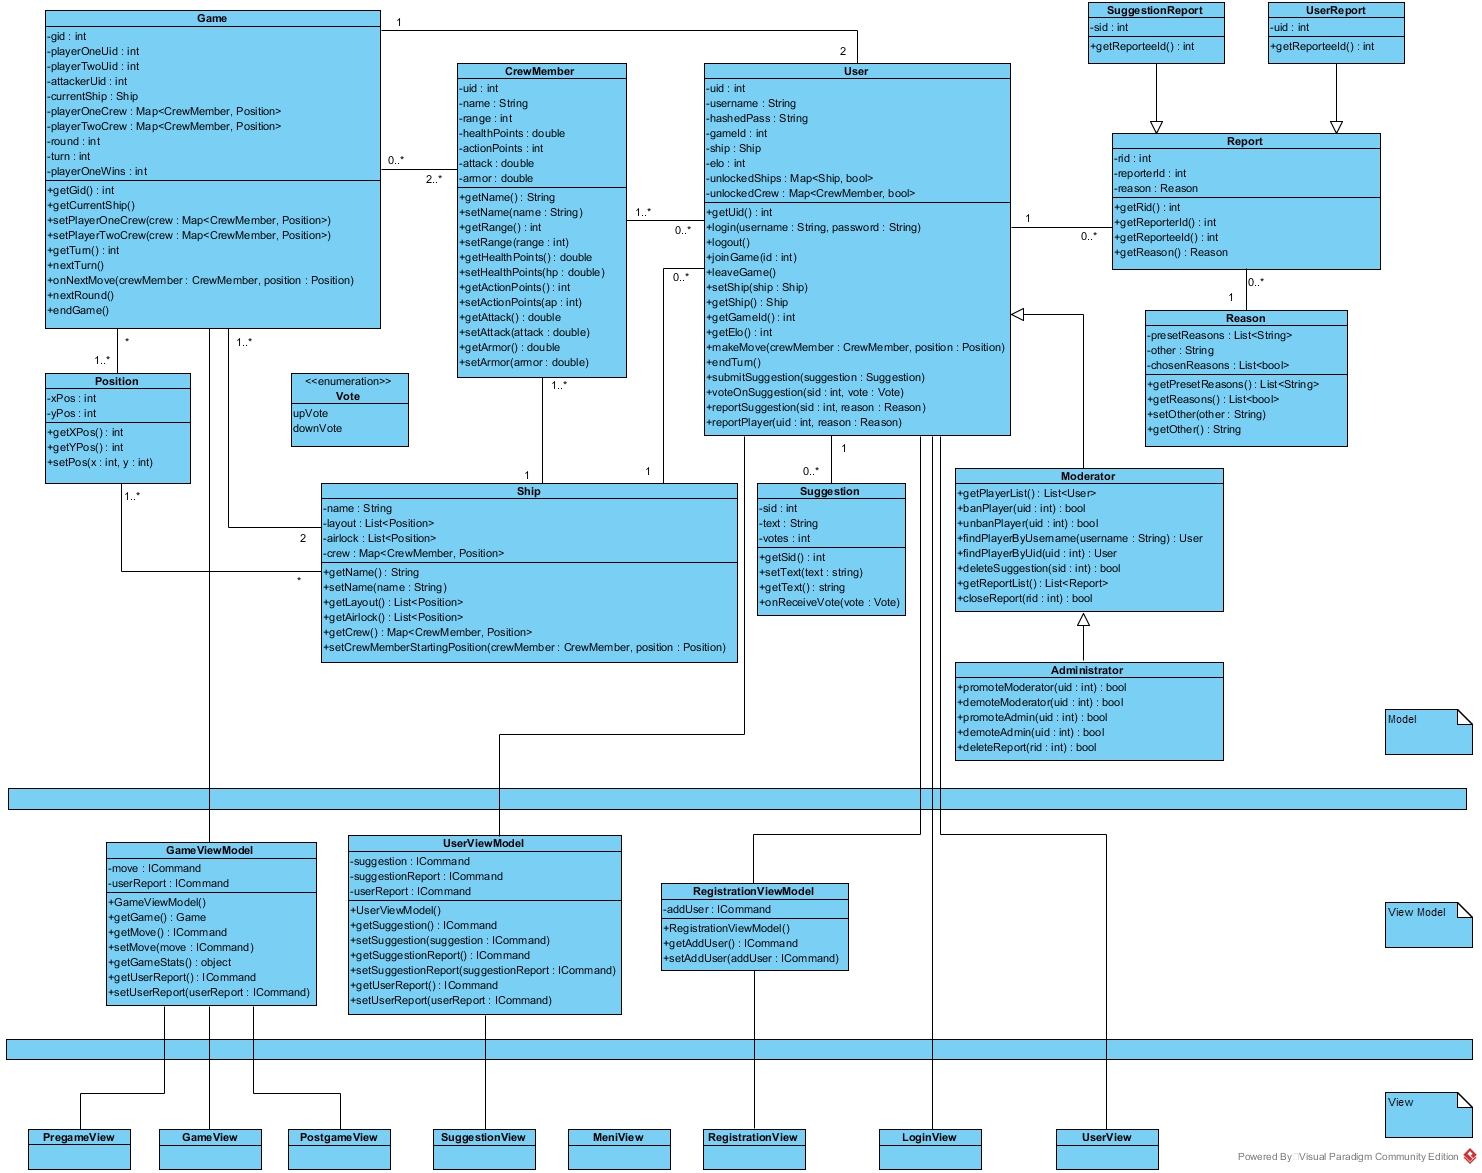 Game
-gid : int
-playerOneUid : int
-playerTwoUid : int
-attackerUid : int
-currentShip : Ship
-playerOneCrew : Map<CrewMember, Position>
-playerTwoCrew : Map<CrewMember, Position>
-round : int
-turn : int
-playerOneWins : int
+getGid() : int
+getCurrentShip()
+setPlayerOneCrew(crew : Map<CrewMember, Position>)
+setPlayerTwoCrew(crew : Map<CrewMember, Position>)
+getTurn() : int
+nextTurn()
+onNextMove(crewMember : CrewMember, position : Position)
+nextRound()
+endGame()
1
2
0..*
2..*
CrewMember
-uid : int
-name : String
-range : int
-healthPoints : double
-actionPoints : int
-attack : double
-armor : double
+getName() : String
+setName(name : String)
+getRange() : int
+setRange(range : int)
+getHealthPoints() : double
+setHealthPoints(hp : double)
+getActionPoints() : int
+setActionPoints(ap : int)
+getAttack() : double
+setAttack(attack : double)
+getArmor() : double
+setArmor(armor : double)
1..*
0..*
0..*
User
-uid : int
-username : String
-hashedPass : String
-gameId : int
-ship : Ship
-elo : int
-unlockedShips : Map<Ship, bool>
-unlockedCrew : Map<CrewMember, bool>
+getUid() : int
+login(username : String, password : String)
+logout()
+joinGame(id : int)
+leaveGame()
+setShip(ship : Ship)
+getShip() : Ship
+getGameId() : int
+getElo() : int
+makeMove(crewMember : CrewMember, position : Position)
+endTurn()
+submitSuggestion(suggestion : Suggestion)
+voteOnSuggestion(sid : int, vote : Vote)
+reportSuggestion(sid : int, reason : Reason)
+reportPlayer(uid : int, reason : Reason)
SuggestionReport
-sid : int
+getReporteeId() : int
UserReport
-uid : int
+getReporteeId() : int
Report
-rid : int
-reporterId : int
-reason : Reason
+getRid() : int
+getReporterId() : int
+getReporteeId() : int
+getReason() : Reason
1
0..*
0..*
1
Reason
-presetReasons : List<String>
-other : String
-chosenReasons : List<bool>
+getPresetReasons() : List<String>
+getReasons() : List<bool>
+setOther(other : String)
+getOther() : String
*
1..*
1..*
Position
-xPos : int
-yPos : int
+getXPos() : int
+getYPos() : int
+setPos(x : int, y : int)
<<enumeration>>
Vote
upVote
downVote
1..*
1
1
1
0..*
1..*
2
*
Ship
-name : String
-layout : List<Position>
-airlock : List<Position>
-crew : Map<CrewMember, Position>
+getName() : String
+setName(name : String)
+getLayout() : List<Position>
+getAirlock() : List<Position>
+getCrew() : Map<CrewMember, Position>
+setCrewMemberStartingPosition(crewMember : CrewMember, position : Position)
Suggestion
-sid : int
-text : String
-votes : int
+getSid() : int
+setText(text : string)
+getText() : string
+onReceiveVote(vote : Vote)
Moderator
+getPlayerList() : List<User>
+banPlayer(uid : int) : bool
+unbanPlayer(uid : int) : bool
+findPlayerByUsername(username : String) : User
+findPlayerByUid(uid : int) : User
+deleteSuggestion(sid : int) : bool
+getReportList() : List<Report>
+closeReport(rid : int) : bool
Administrator
+promoteModerator(uid : int) : bool
+demoteModerator(uid : int) : bool
+promoteAdmin(uid : int) : bool
+demoteAdmin(uid : int) : bool
+deleteReport(rid : int) : bool
Model
GameViewModel
-move : ICommand
-userReport : ICommand
+GameViewModel()
+getGame() : Game
+getMove() : ICommand
+setMove(move : ICommand)
+getGameStats() : object
+getUserReport() : ICommand
+setUserReport(userReport : ICommand)
UserViewModel
-suggestion : ICommand
-suggestionReport : ICommand
-userReport : ICommand
+UserViewModel()
+getSuggestion() : ICommand
+setSuggestion(suggestion : ICommand)
+getSuggestionReport() : ICommand
+setSuggestionReport(suggestionReport : ICommand)
+getUserReport() : ICommand
+setUserReport(userReport : ICommand)
RegistrationViewModel
-addUser : ICommand
+RegistrationViewModel()
+getAddUser() : ICommand
+setAddUser(addUser : ICommand)
View Model
PregameView
GameView
PostgameView
SuggestionView
MeniView
RegistrationView
LoginView
UserView
View
Powered By Visual Paradigm Community Edition